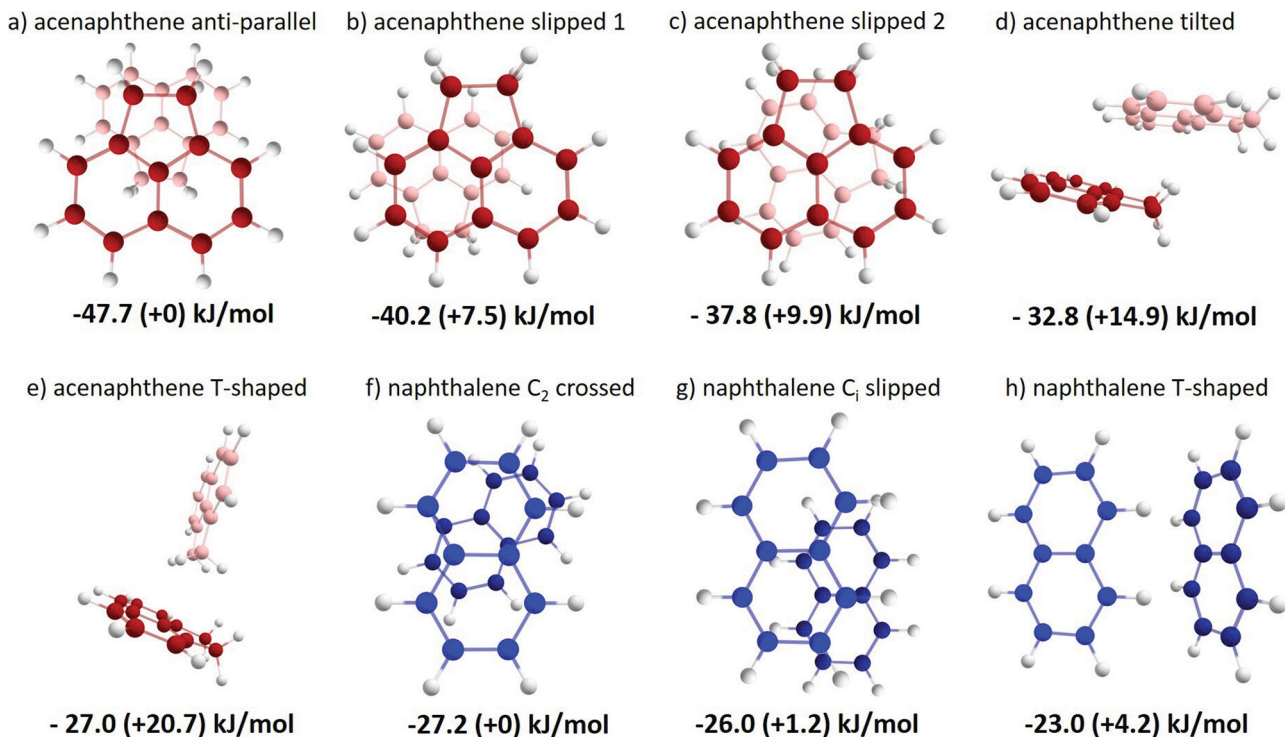 a) acenaphthene anti-parallel
b) acenaphthene slipped 1
c) acenaphthene slipped 2
d) acenaphthene tilted
-47.7 (+0) kJ/mol
-40.2 (+7.5) kJ/mol
- 37.8 (+9.9) kJ/mol
- 32.8 (+14.9) kJ/mol
e) acenaphthene T-shaped
f) naphthalene C₂ crossed
g) naphthalene Cᵢ slipped
h) naphthalene T-shaped
- 27.0 (+20.7) kJ/mol
-27.2 (+0) kJ/mol
-26.0 (+1.2) kJ/mol
-23.0 (+4.2) kJ/mol